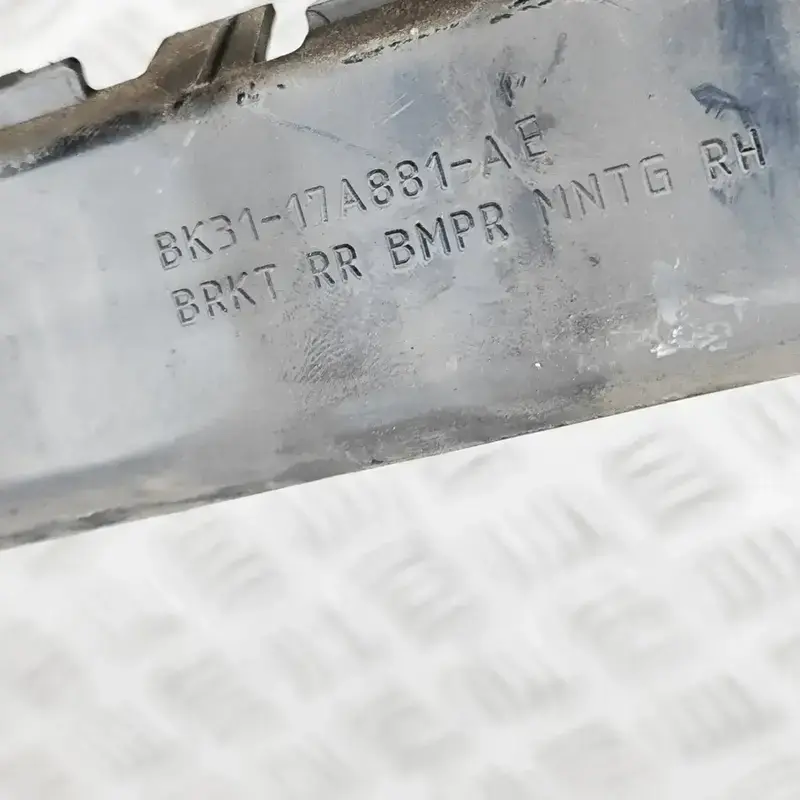 BK31-17A881-AE
BRKT RR BMPR MNTG RH